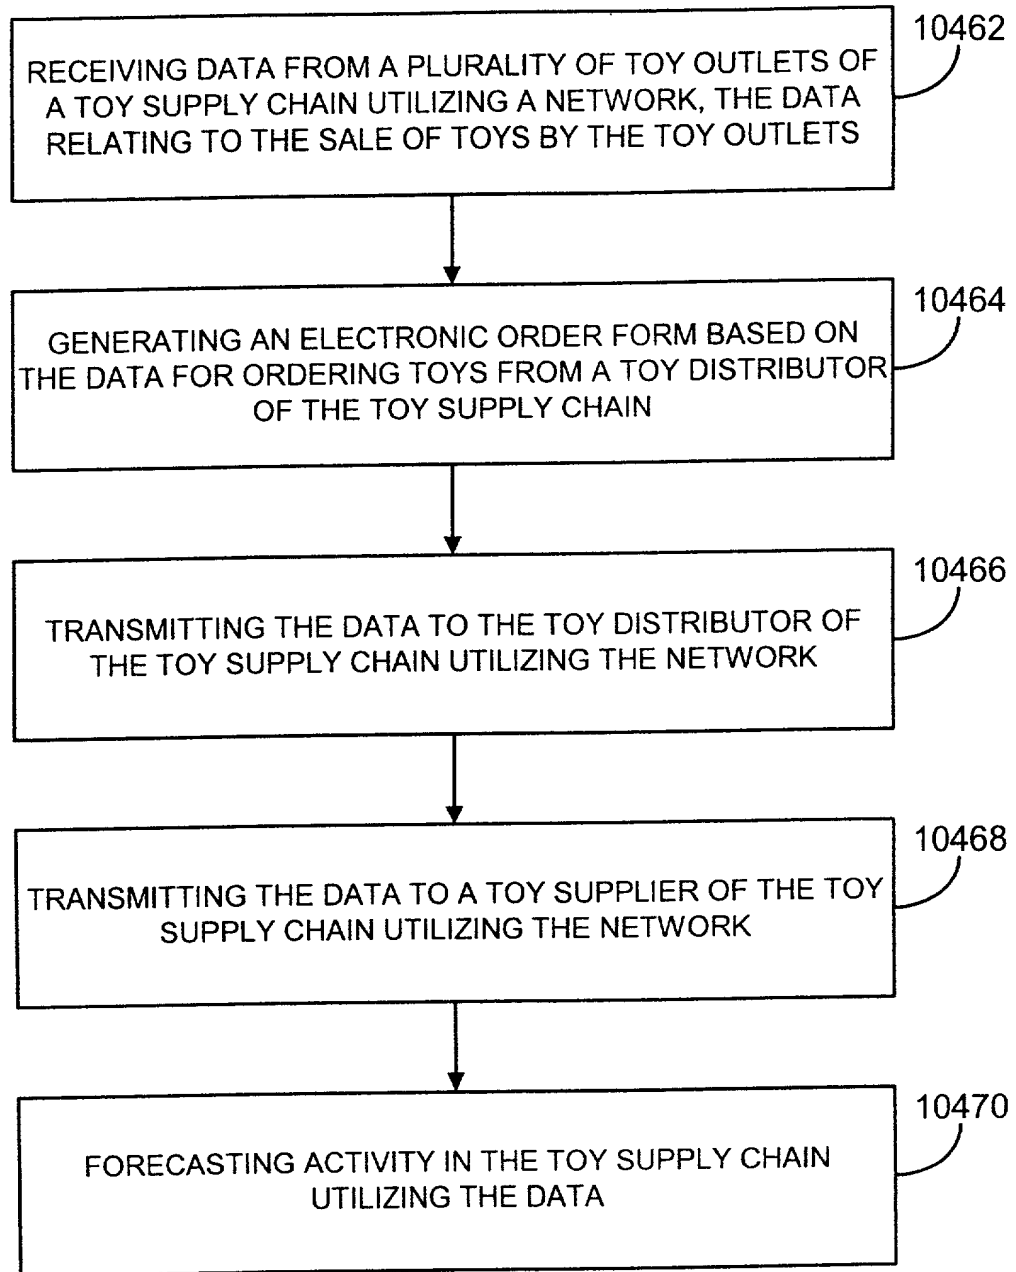 10462
RECEIVING DATA FROM A PLURALITY OF TOY OUTLETS OF
A TOY SUPPLY CHAIN UTILIZING A NETWORK, THE DATA
RELATING TO THE SALE OF TOYS BY THE TOY OUTLETS
10464
GENERATING AN ELECTRONIC ORDER FORM BASED ON
THE DATA FOR ORDERING TOYS FROM A TOY DISTRIBUTOR
OF THE TOY SUPPLY CHAIN
10466
TRANSMITTING THE DATA TO THE TOY DISTRIBUTOR OF
THE TOY SUPPLY CHAIN UTILIZING THE NETWORK
10468
TRANSMITTING THE DATA TO A TOY SUPPLIER OF THE TOY
SUPPLY CHAIN UTILIZING THE NETWORK
10470
FORECASTING ACTIVITY IN THE TOY SUPPLY CHAIN
UTILIZING THE DATA